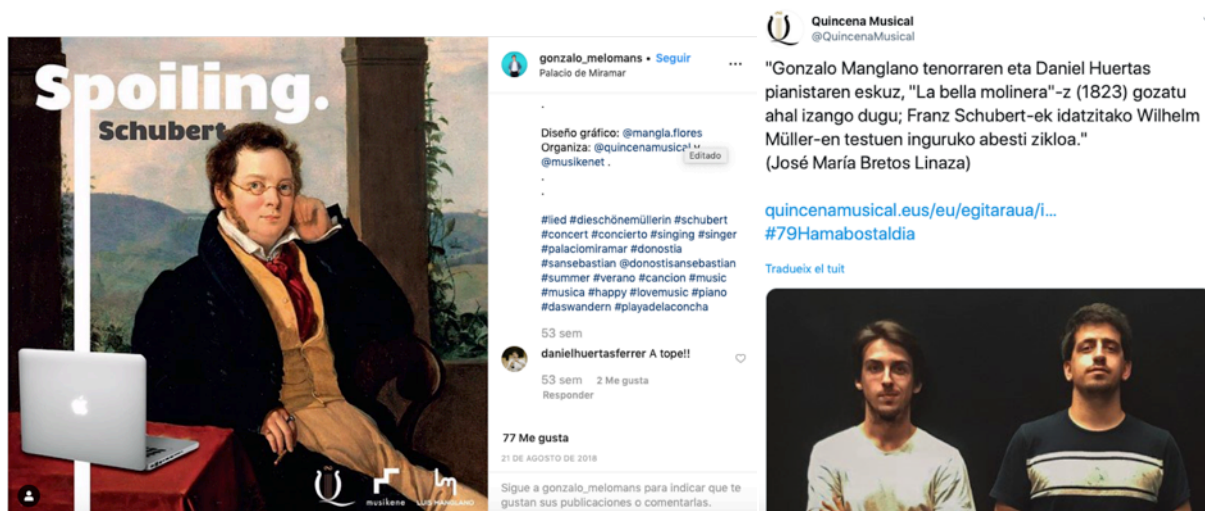 Spoiling.
Schubert
musikene
LUIS MANGLANO
gonzalo_melomans • Seguir
Palacio de Miramar
...
.
Diseño gráfico: @mangla.flores
Organiza: @quincenamusical y
@musikenet .
Editado
.
.
#lied #dieschönemüllerin #schubert
#concert #concierto #singing #singer
#palaciomiramar #donostia
#sansebastian @donostisansebastian
#summer #verano #cancion #music
#musica #happy #lovemusic #piano
#daswandern #playadelaconcha
53 sem
danielhuertasferrer A tope!!
53 sem 2 Me gusta
Responder
77 Me gusta
21 DE AGOSTO DE 2018
Sigue a gonzalo_melomans para indicar que te
gustan sus publicaciones o comentarlas.
Quincena Musical
@QuincenaMusical
"Gonzalo Manglano tenorraren eta Daniel Huertas
pianistaren eskuz, "La bella molinera"-z (1823) gozatu
ahal izango dugu; Franz Schubert-ek idatzitako Wilhelm
Müller-en testuen inguruko abesti zikloa."
(José María Bretos Linaza)
quincenamusical.eus/eu/egitaraua/i...
#79Hamabostaldia
Tradueix el tuit